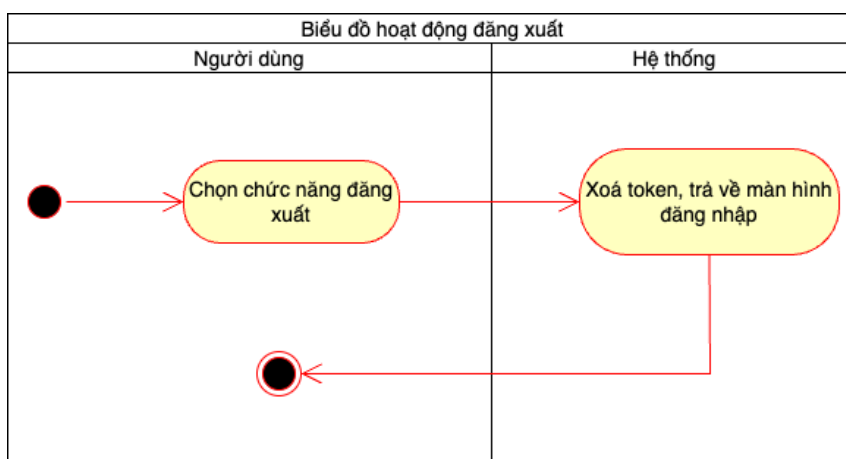 Biểu đồ hoạt động đăng xuất
Người dùng
Hệ thống
Chọn chức năng đăng
xuất
Xoá token, trả về màn hình
đăng nhập